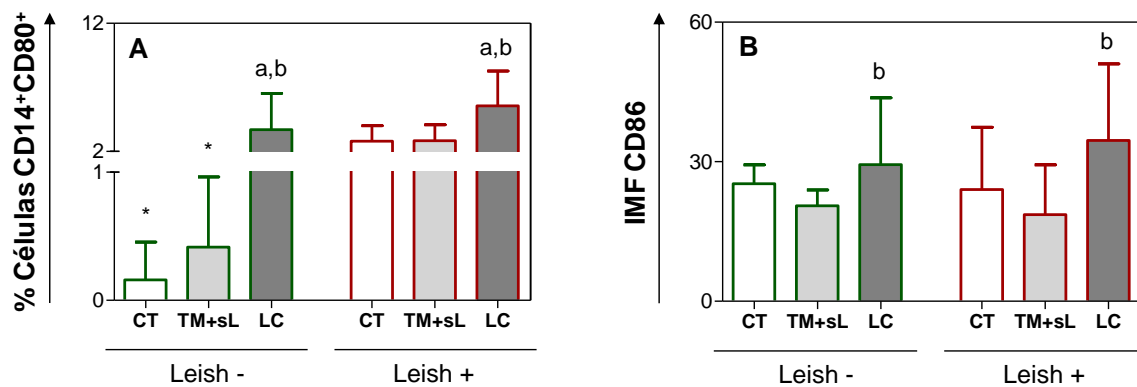 % Células CD14⁺CD80⁺
12
2
1
0
A
*
*
a,b
a,b
CT TM+sL LC CT TM+sL LC
Leish - Leish +
IMF CD86
60
30
0
B
b
b
CT TM+sL LC CT TM+sL LC
Leish - Leish +